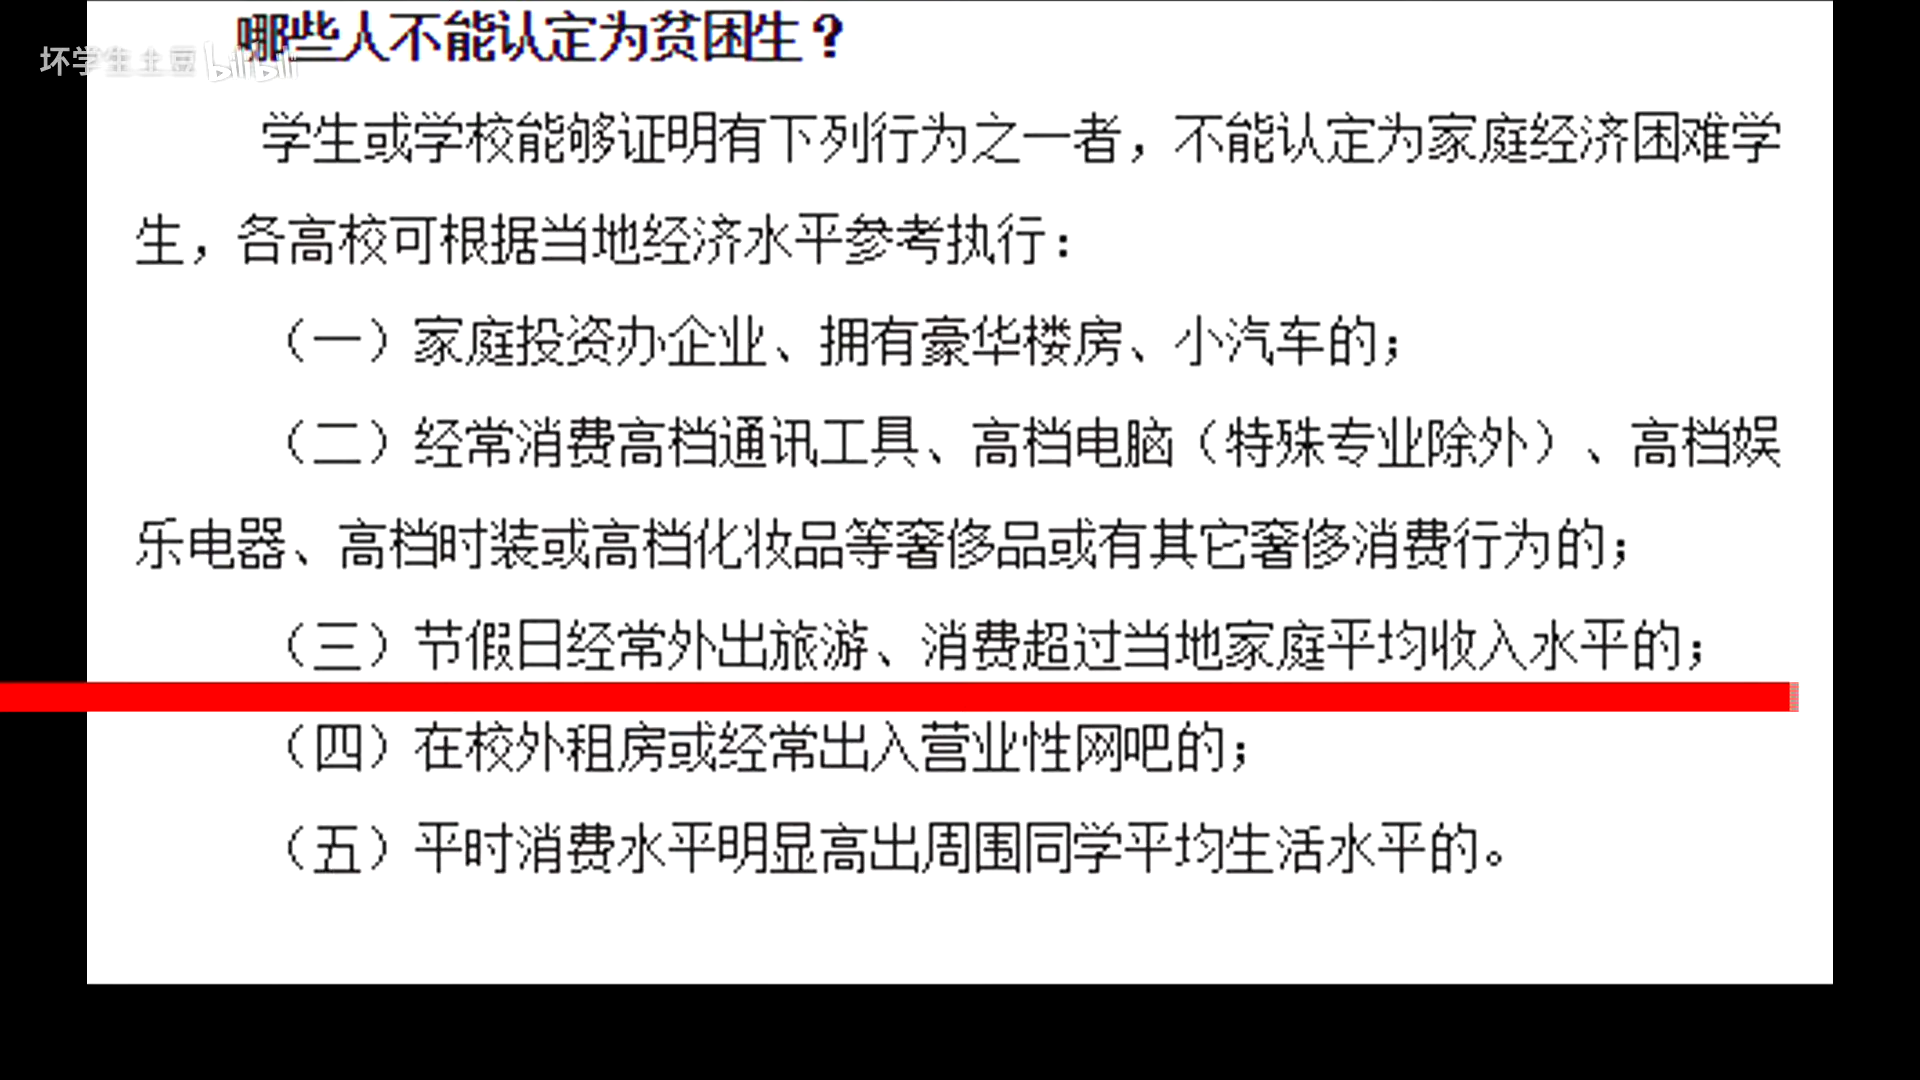 哪些人不能认定为贫困生？
坏学生土豆 bilibili
学生或学校能够证明有下列行为之一者，不能认定为家庭经济困难学
生，各高校可根据当地经济水平参考执行：
（一）家庭投资办企业、拥有豪华楼房、小汽车的；
（二）经常消费高档通讯工具、高档电脑（特殊专业除外）、高档娱
乐电器、高档时装或高档化妆品等奢侈品或有其它奢侈消费行为的；
（三）节假日经常外出旅游、消费超过当地家庭平均收入水平的；
（四）在校外租房或经常出入营业性网吧的；
（五）平时消费水平明显高出周围同学平均生活水平的。